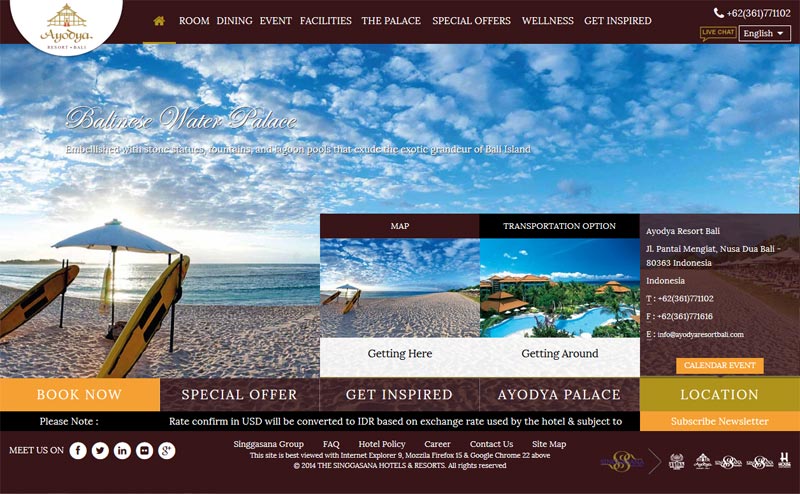 Ayodya
RESORT • BALI
ROOM DINING EVENT FACILITIES THE PALACE SPECIAL OFFERS WELLNESS GET INSPIRED
+62(361)771102
LIVE CHAT
English
Balinese Water Palace
Embellished with stone statues, fountains, and lagoon pools that exude the exotic grandeur of Bali Island
MAP
Getting Here
TRANSPORTATION OPTION
Getting Around
Ayodya Resort Bali
Jl. Pantai Mengiat, Nusa Dua Bali -
80363 Indonesia
Indonesia
T : +62(361)771102
F : +62(361)771616
E : info@ayodyaresortbali.com
CALENDAR EVENT
BOOK NOW
SPECIAL OFFER
GET INSPIRED
AYODYA PALACE
LOCATION
Please Note :
Rate confirm in USD will be converted to IDR based on exchange rate used by the hotel & subject to
Subscribe Newsletter
MEET US ON
Singgasana Group FAQ Hotel Policy Career Contact Us Site Map
This site is best viewed with Internet Explorer 9, Mozzila Firefox 15 & Google Chrome 22 above
© 2014 THE SINGGASANA HOTELS & RESORTS. All rights reserved